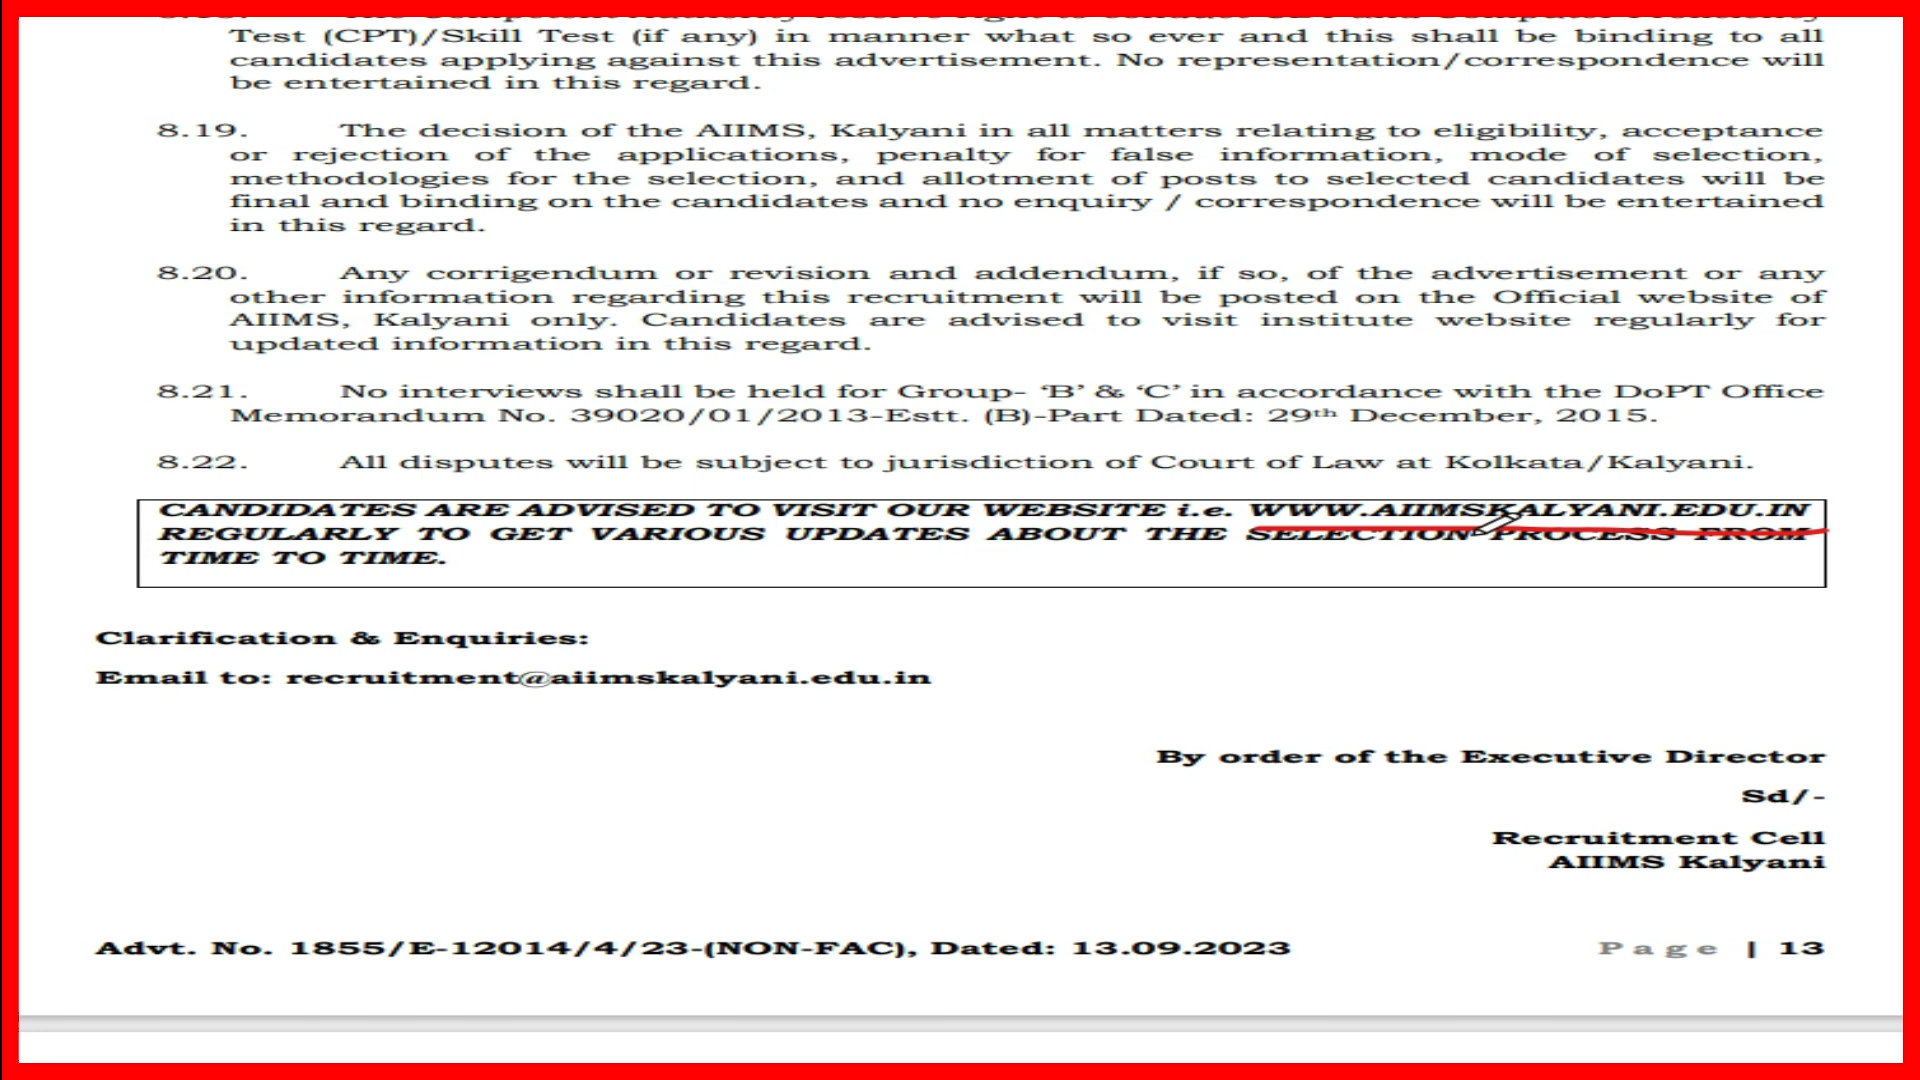 Test (CPT)/Skill Test (if any) in manner what so ever and this shall be binding to all
candidates applying against this advertisement. No representation/correspondence will
be entertained in this regard.
8.19. The decision of the AIIMS, Kalyani in all matters relating to eligibility, acceptance
or rejection of the applications, penalty for false information, mode of selection,
methodologies for the selection, and allotment of posts to selected candidates will be
final and binding on the candidates and no enquiry / correspondence will be entertained
in this regard.
8.20. Any corrigendum or revision and addendum, if so, of the advertisement or any
other information regarding this recruitment will be posted on the Official website of
AIIMS, Kalyani only. Candidates are advised to visit institute website regularly for
updated information in this regard.
8.21. No interviews shall be held for Group- 'B' & 'C' in accordance with the DoPT Office
Memorandum No. 39020/01/2013-Estt. (B)-Part Dated: 29th December, 2015.
8.22. All disputes will be subject to jurisdiction of Court of Law at Kolkata/Kalyani.
CANDIDATES ARE ADVISED TO VISIT OUR WEBSITE i.e. WWW.AIIMSKALYANI.EDU.IN
REGULARLY TO GET VARIOUS UPDATES ABOUT THE SELECTION PROCESS FROM
TIME TO TIME.
Clarification & Enquiries:
Email to: recruitment@aiimskalyani.edu.in
By order of the Executive Director
Sd/-
Recruitment Cell
AIIMS Kalyani
Advt. No. 1855/E-12014/4/23-(NON-FAC), Dated: 13.09.2023 Page | 13